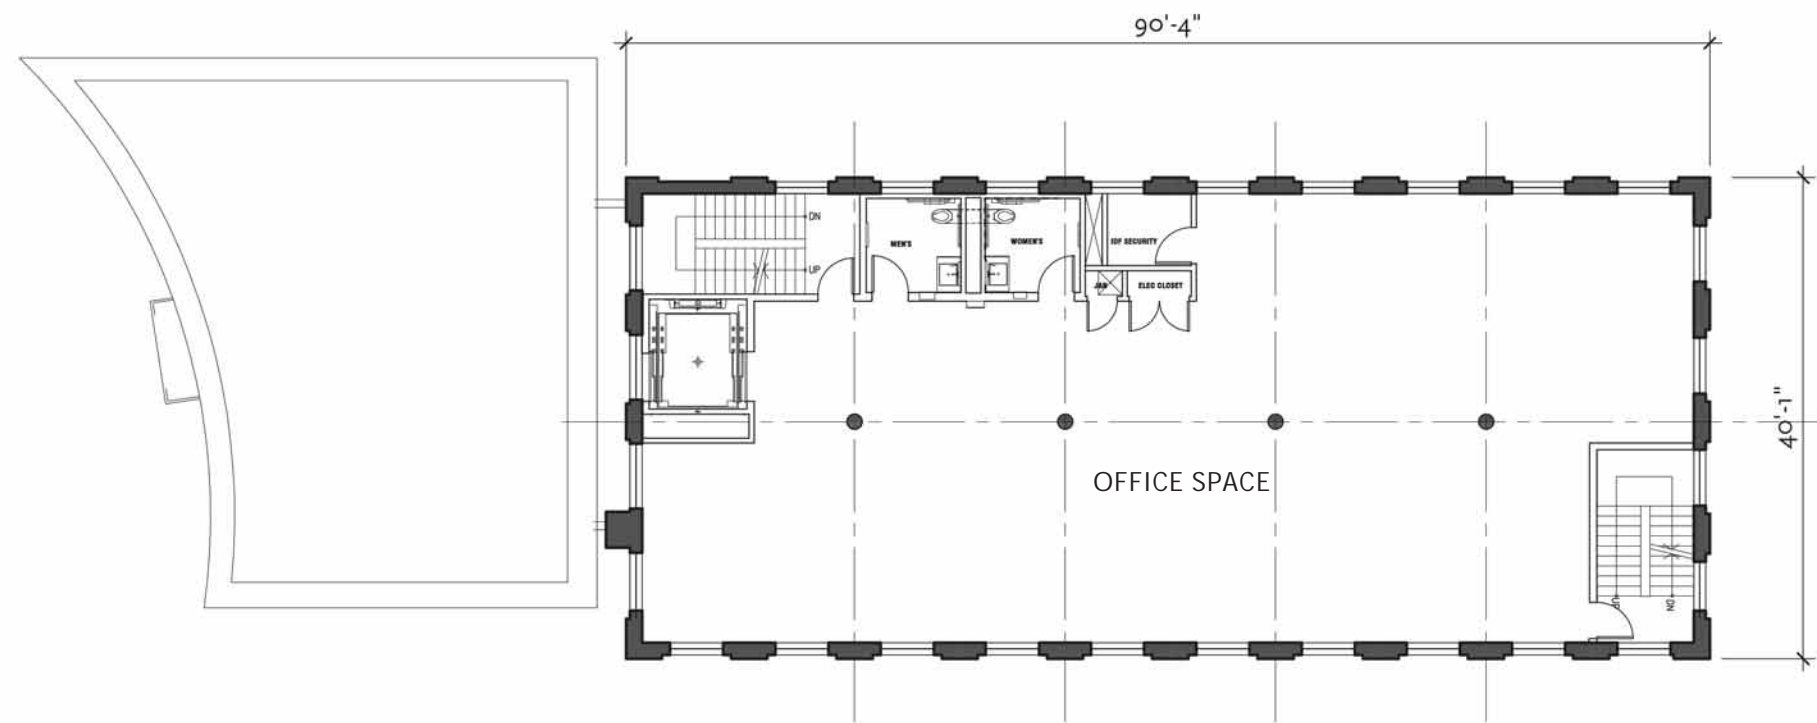 90'-4"
DN
UP
MEN'S
WOMEN'S
IDF SECURITY
JAN
ELEC CLOSET
40'-1"
OFFICE SPACE
UP
DN